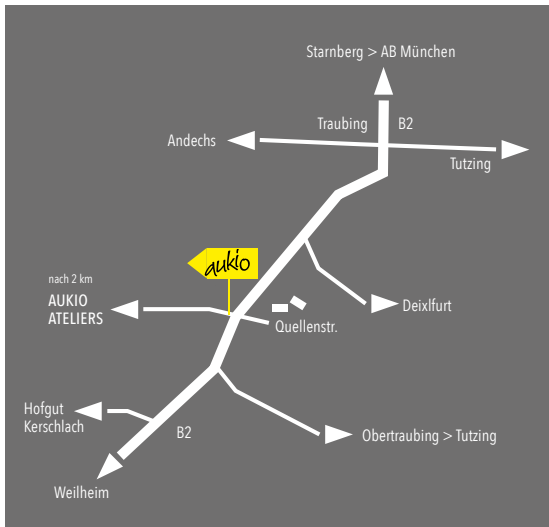 Starnberg > AB München
Traubing
B2
Andechs
Tutzing
aukio
nach 2 km
AUKIO
ATELIERS
Deixlfurt
Quellenstr.
Hofgut
Kerschlach
B2
Obertraubing > Tutzing
Weilheim